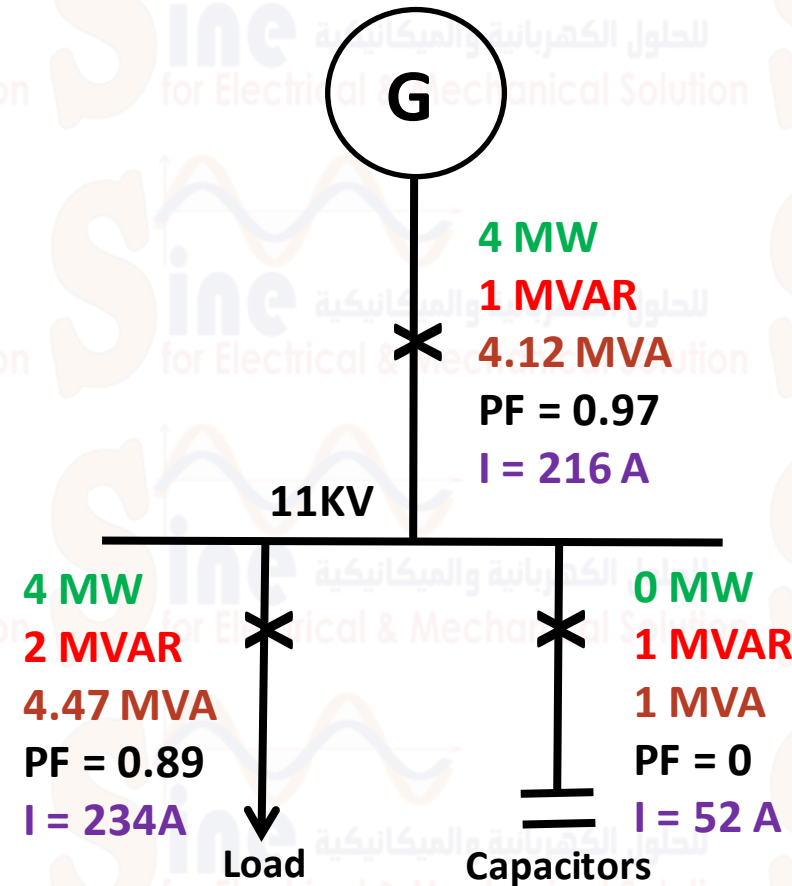 G
4 MW
1 MVAR
4.12 MVA
PF = 0.97
I = 216 A
11KV
4 MW
2 MVAR
4.47 MVA
PF = 0.89
I = 234A
Load
0 MW
1 MVAR
1 MVA
PF = 0
I = 52 A
Capacitors
Sine
للحلول الكهربائية والميكانيكية
for Electrical & Mechanical Solution